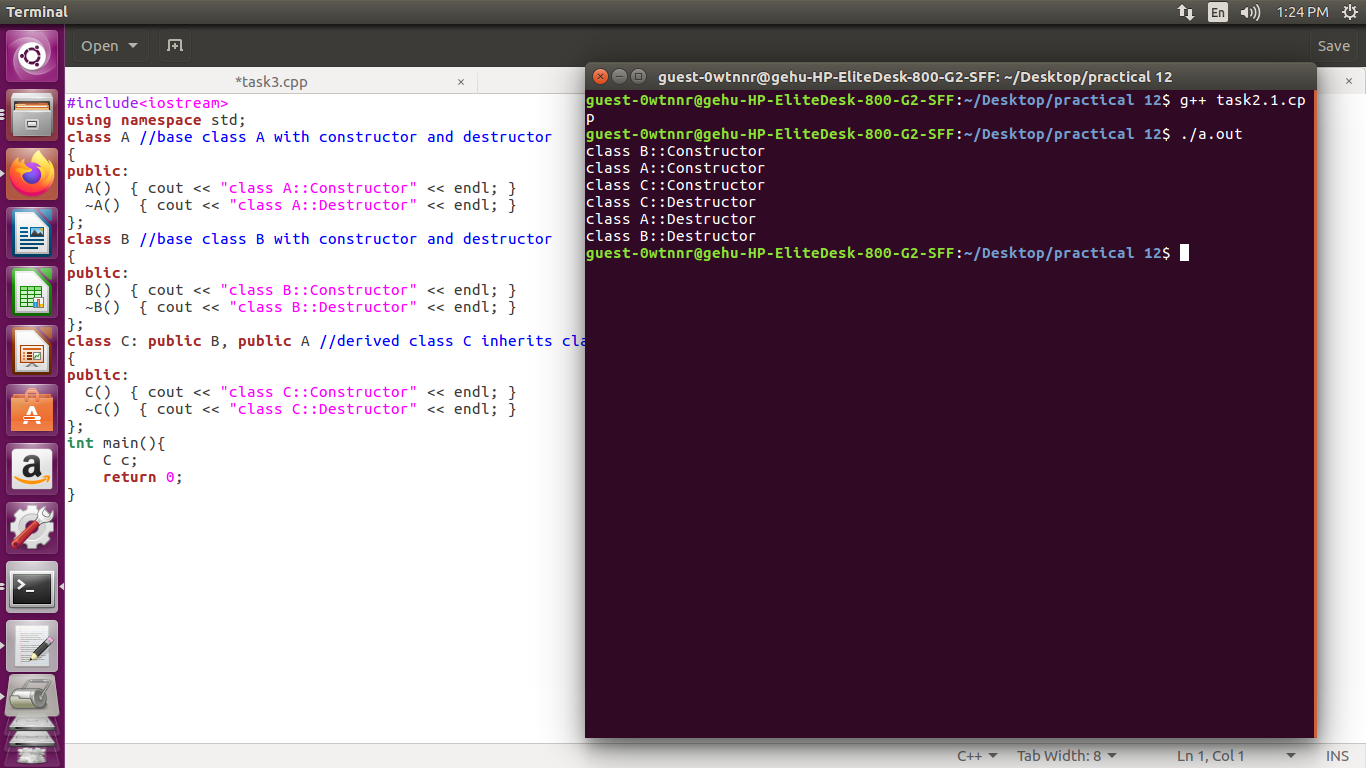 Terminal
En
1:24 PM
Open
Save
*task3.cpp
×
×
#include<iostream>
using namespace std;
class A //base class A with constructor and destructor
{
public:
  A()  { cout << "class A::Constructor" << endl; }
  ~A()  { cout << "class A::Destructor" << endl; }
};
class B //base class B with constructor and destructor
{
public:
  B()  { cout << "class B::Constructor" << endl; }
  ~B()  { cout << "class B::Destructor" << endl; }
};
class C: public B, public A //derived class C inherits cla
{
public:
  C()  { cout << "class C::Constructor" << endl; }
  ~C()  { cout << "class C::Destructor" << endl; }
};
int main(){
    C c;
    return 0;
}
guest-0wtnnr@gehu-HP-EliteDesk-800-G2-SFF: ~/Desktop/practical 12
guest-0wtnnr@gehu-HP-EliteDesk-800-G2-SFF:~/Desktop/practical 12$ g++ task2.1.cp
p
guest-0wtnnr@gehu-HP-EliteDesk-800-G2-SFF:~/Desktop/practical 12$ ./a.out
class B::Constructor
class A::Constructor
class C::Constructor
class C::Destructor
class A::Destructor
class B::Destructor
guest-0wtnnr@gehu-HP-EliteDesk-800-G2-SFF:~/Desktop/practical 12$
C++
Tab Width: 8
Ln 1, Col 1
INS